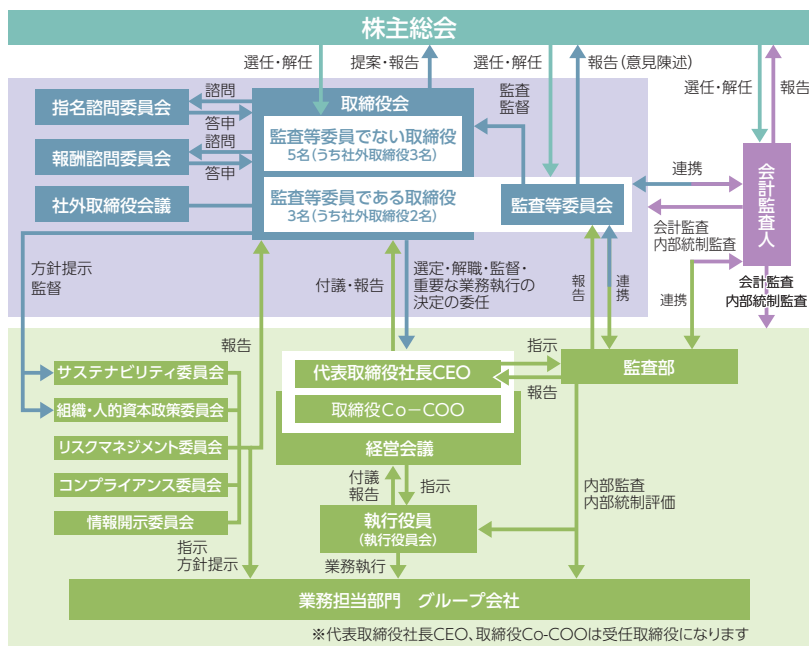 株主総会
選任・解任
提案・報告
選任・解任
報告(意見陳述)
選任・解任
報告
指名諮問委員会
諮問
答申
報酬諮問委員会
諮問
答申
社外取締役会議
取締役会
監査等委員でない取締役
5名(うち社外取締役3名)
監査等委員である取締役
3名(うち社外取締役2名)
監査
監督
監査等委員会
連携
会計監査人
会計監査
内部統制監査
方針提示
監督
付議・報告
選定・解職・監督・
重要な業務執行の
決定の委任
報告
連携
連携
会計監査
内部統制監査
報告
サステナビリティ委員会
組織・人的資本政策委員会
リスクマネジメント委員会
コンプライアンス委員会
情報開示委員会
代表取締役社長CEO
取締役Co−COO
経営会議
指示
報告
監査部
付議
報告
指示
内部監査
内部統制評価
執行役員
(執行役員会)
指示
方針提示
業務執行
業務担当部門 グループ会社
※代表取締役社長CEO、取締役Co-COOは受任取締役になります